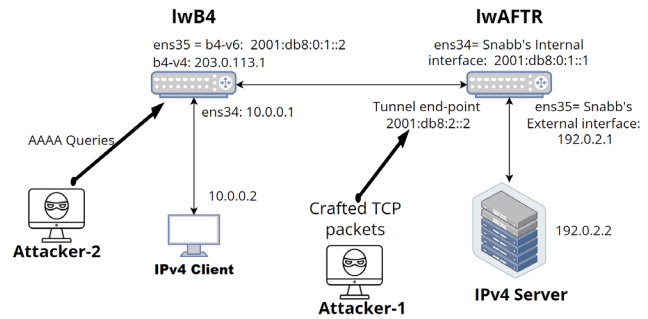 lwB4
lwAFTR
ens35 = b4-v6:  2001:db8:0:1::2
b4-v4: 203.0.113.1
ens34= Snabb's Internal
interface:  2001:db8:0:1::1
ens34: 10.0.0.1
Tunnel end-point
2001:db8:2::2
ens35= Snabb's
External interface:
192.0.2.1
AAAA Queries
10.0.0.2
Crafted TCP
packets
192.0.2.2
Attacker-2
IPv4 Client
Attacker-1
IPv4 Server